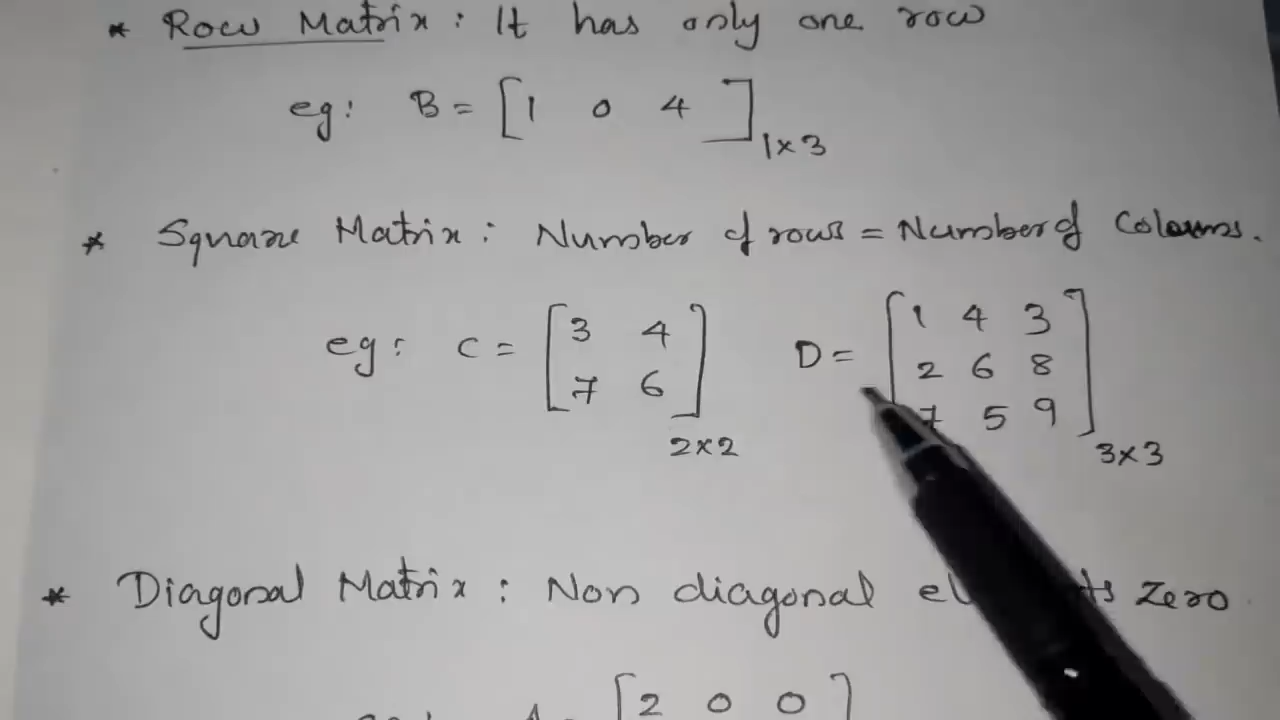 * Row Matrix : It has only one row
eg: B = [1 0 4]1×3
* Square Matrix : Number of rows = Number of Coloums.
eg: C = [3 4
7 6]2×2
D = [1 4 3
2 6 8
7 5 9]3×3
* Diagonal Matrix : Non diagonal Zero
[2 0 0]